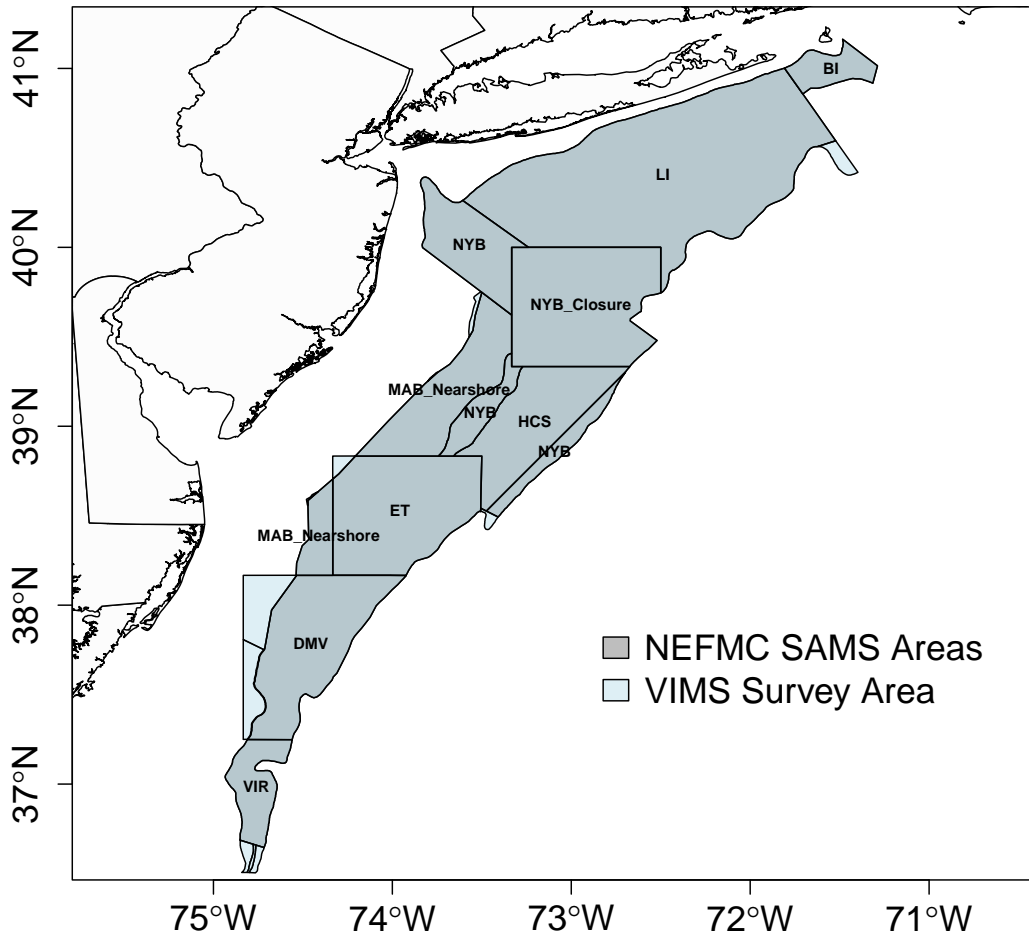 41°N
40°N
39°N
38°N
37°N
BI
LI
NYB
NYB_Closure
MAB_Nearshore
NYB
HCS
NYB
ET
MAB_Nearshore
DMV
VIR
NEFMC SAMS Areas
VIMS Survey Area
75°W
74°W
73°W
72°W
71°W